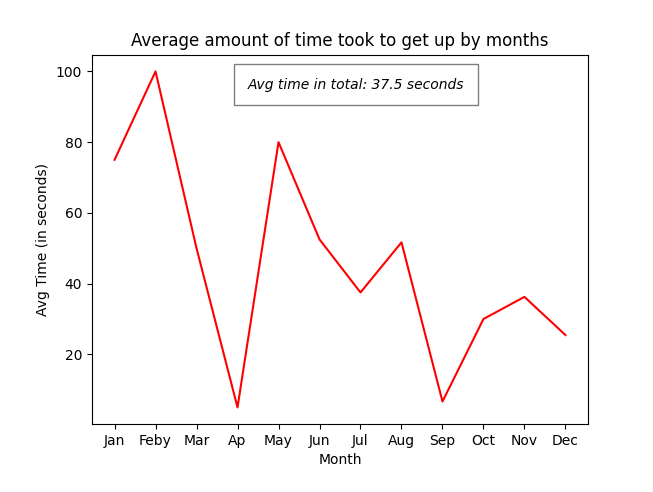 Average amount of time took to get up by months
Avg time in total: 37.5 seconds
100
80
60
40
20
Avg Time (in seconds)
Jan Feby Mar Ap May Jun Jul Aug Sep Oct Nov Dec
Month